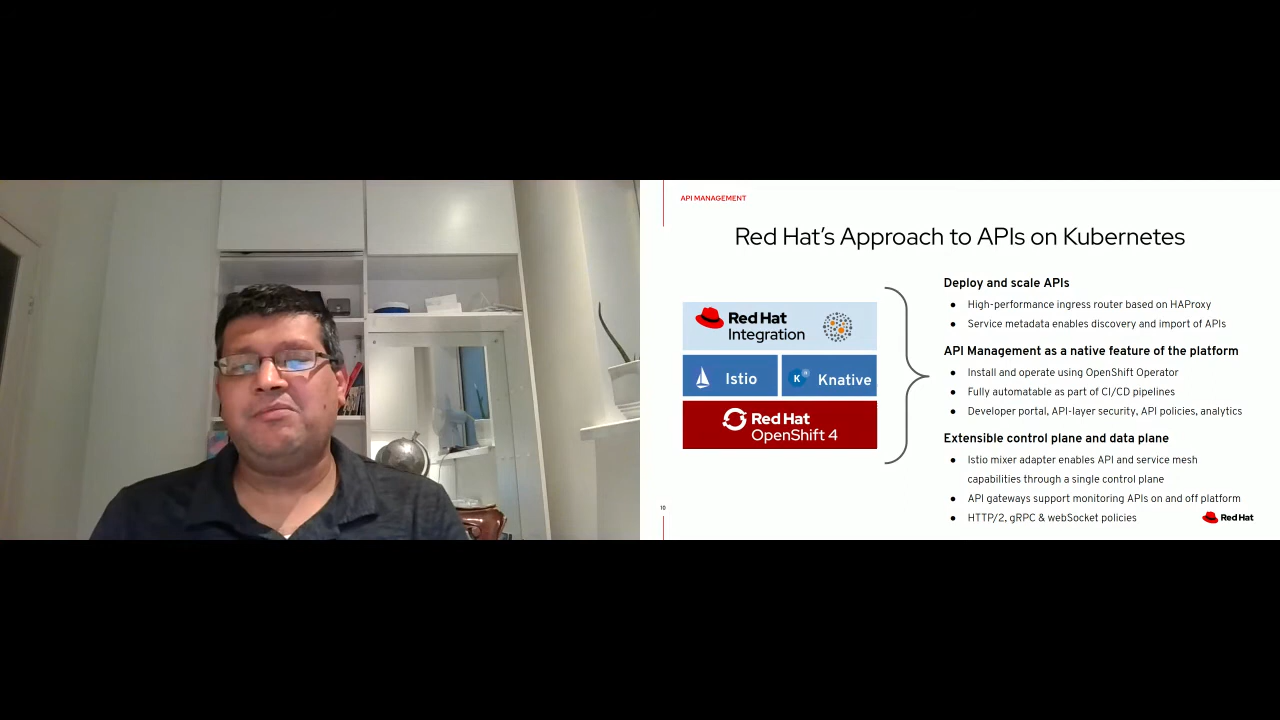 API MANAGEMENT
Red Hat's Approach to APIs on Kubernetes
Red Hat
Integration
Istio
K Knative
Red Hat
OpenShift 4
Deploy and scale APIs
● High-performance ingress router based on HAProxy
● Service metadata enables discovery and import of APIs
API Management as a native feature of the platform
● Install and operate using OpenShift Operator
● Fully automatable as part of CI/CD pipelines
● Developer portal, API-layer security, API policies, analytics
Extensible control plane and data plane
● Istio mixer adapter enables API and service mesh
capabilities through a single control plane
● API gateways support monitoring APIs on and off platform
● HTTP/2, gRPC & webSocket policies
10
Red Hat